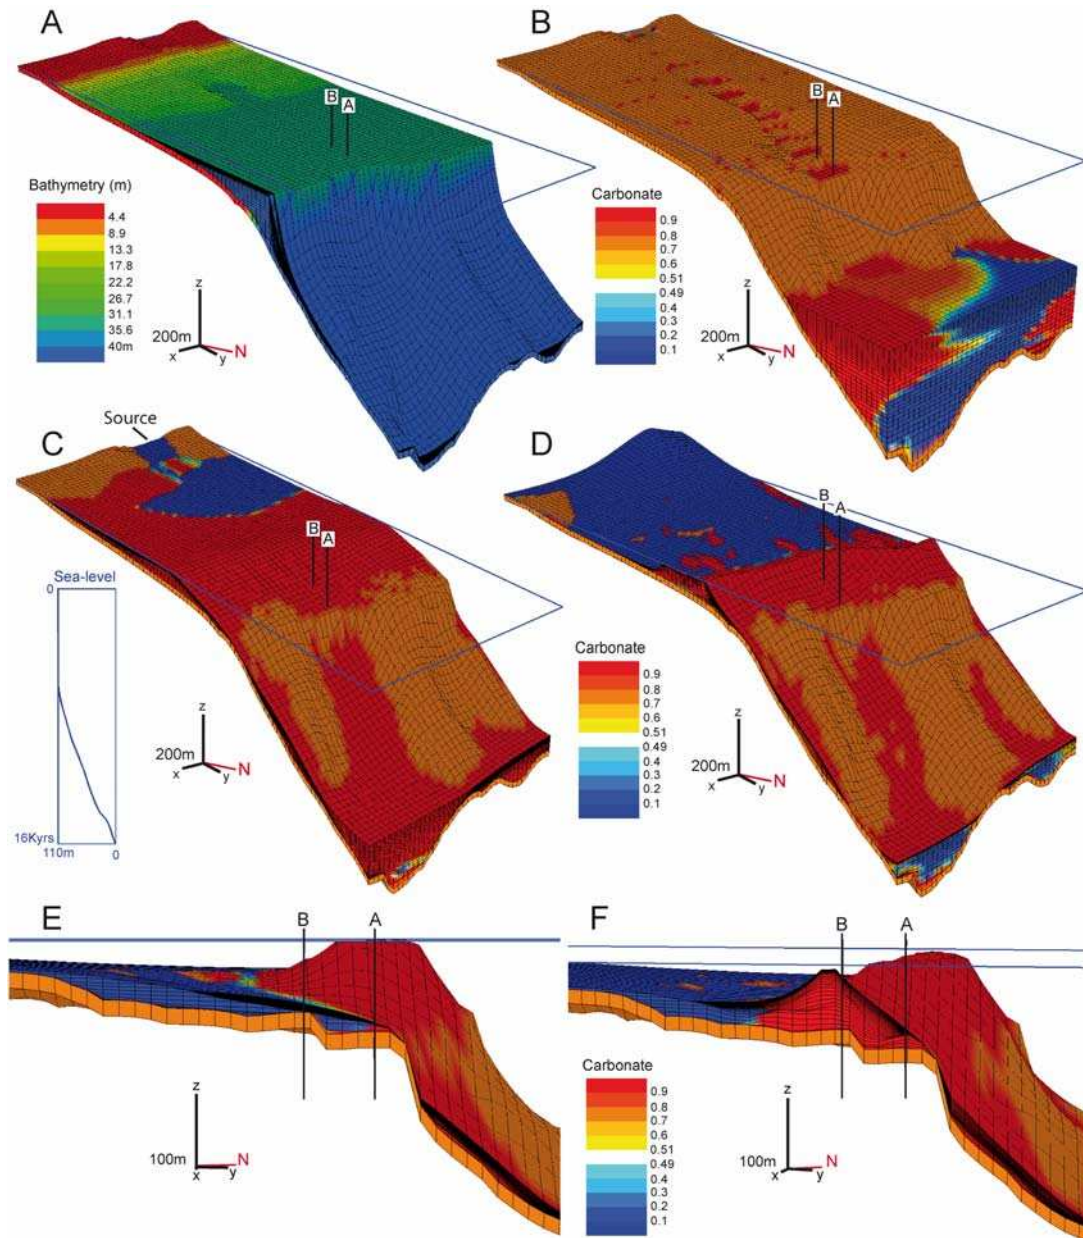 A
B
A
Bathymetry (m)
4.4
8.9
13.3
17.8
22.2
26.7
31.1
35.6
40m
z
200m
x
y
N
B
B
A
Carbonate
0.9
0.8
0.7
0.6
0.51
0.49
0.4
0.3
0.2
0.1
z
200m
x
y
N
C
Source
B
A
Sea-level
0
16Kyrs
110m
0
z
200m
x
y
N
D
B
A
Carbonate
0.9
0.8
0.7
0.6
0.51
0.49
0.4
0.3
0.2
0.1
z
200m
x
y
N
E
B
A
z
100m
x
y
N
F
B
A
Carbonate
0.9
0.8
0.7
0.6
0.51
0.49
0.4
0.3
0.2
0.1
z
100m
x
y
N